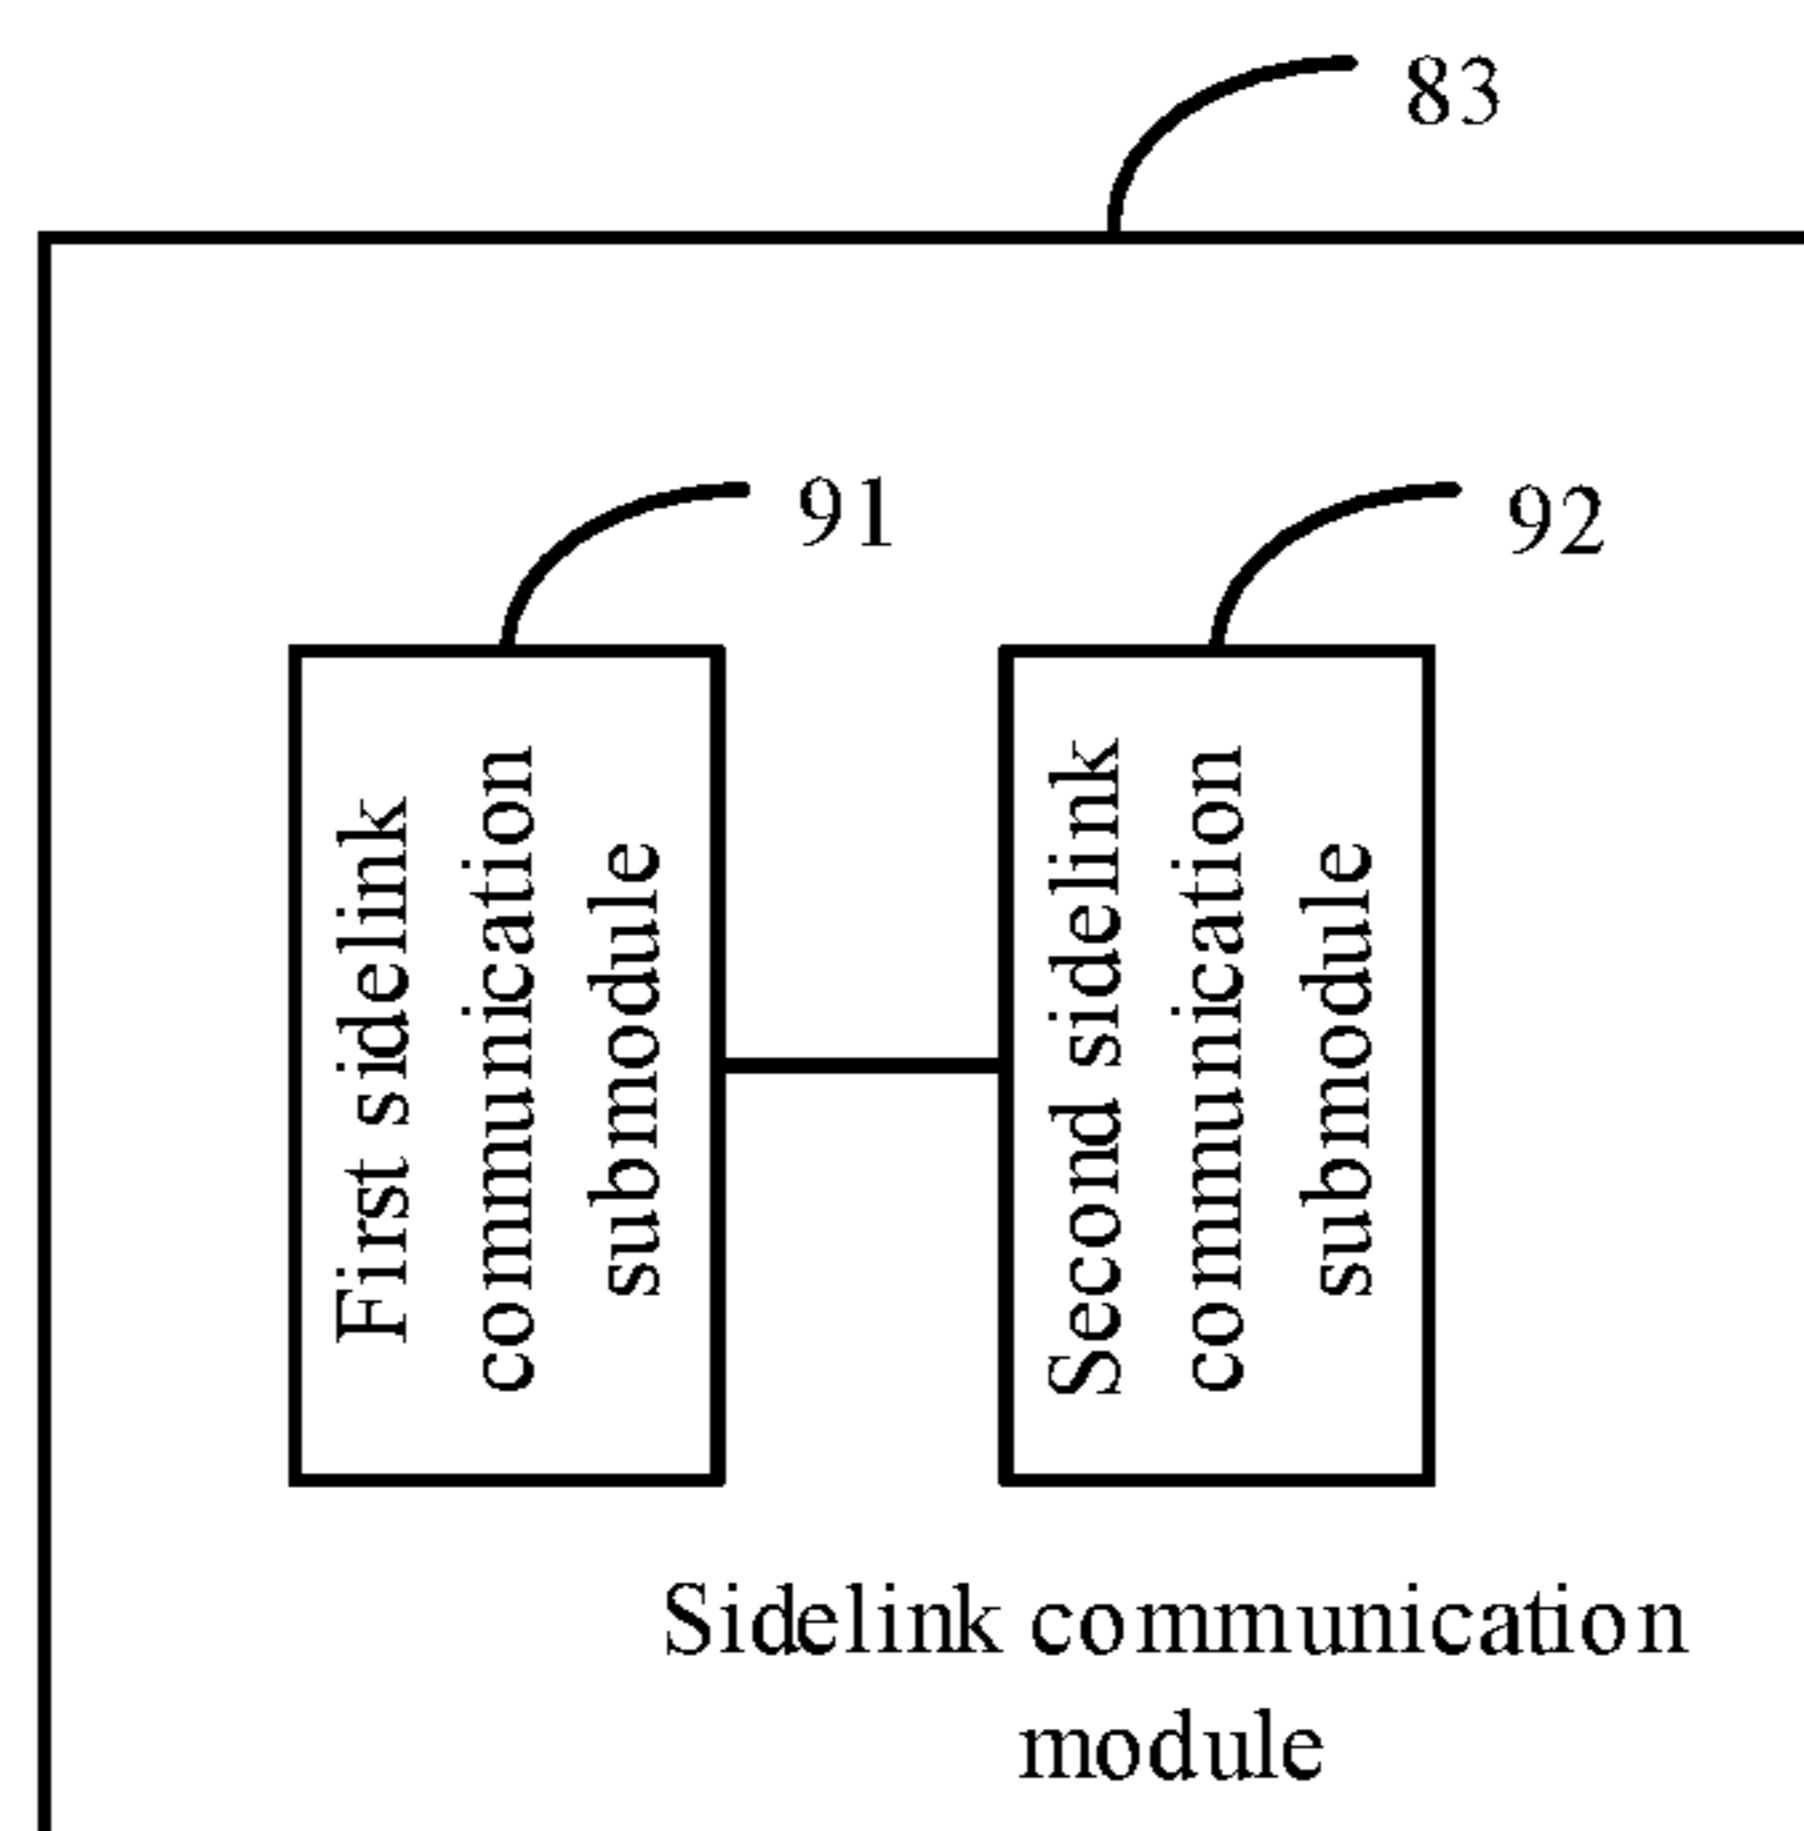 83
91
92
First sidelink
communication
submodule
Second sidelink
communication
submodule
Sidelink communication
module